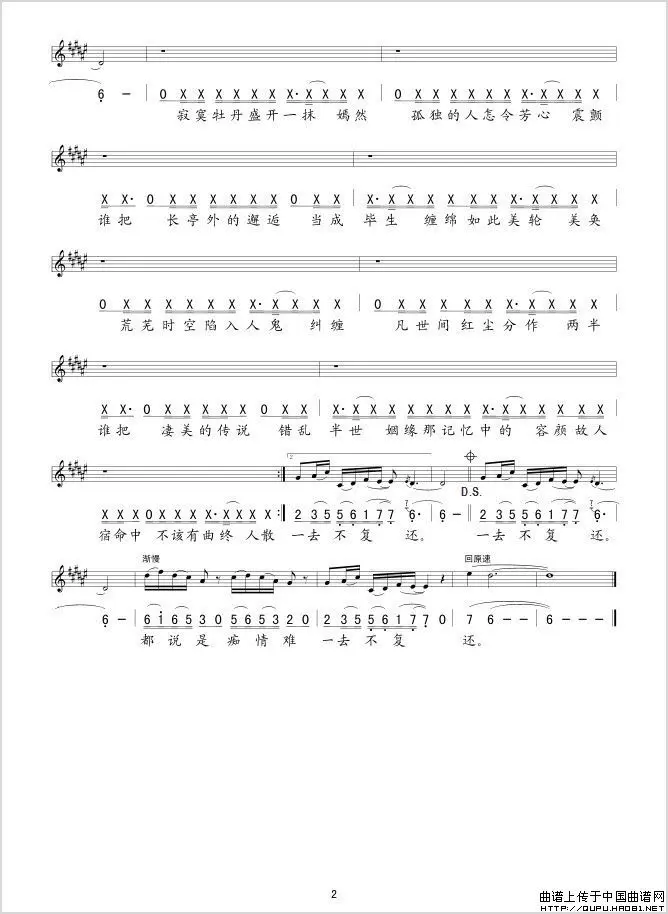 6 - | 0 X X X X X X X· X X X X | 0 X X X X X X· X X X X
寂寞牡丹盛开一抹 嫣然 孤独的人怎令芳心 震颤
X X· 0 X X X X X 0 X X | X· X X X X X X· X X X X
谁把 长亭外的邂逅 当成 毕生 缠绵如此美轮 美奂
0 X X X X X X X· X X X X | 0 X X X X X X· X X X X
荒芜时空陷入人鬼 纠缠 凡世间红尘分作 两半
X X· 0 X X X X X 0 X X | X· X X X X X X· X X X X X
谁把 凄美的传说 错乱 半世 姻缘那记忆中的 容颜故人
2.
D.S.
X X X 0 X X X X X· X X X X· :| 2 3 5 5 6 1 7 7 6· | 6 - || 2 3 5 5 6 1 7 7 6· |
宿命中 不该有曲终 人散 一去不复 还。 一去不复 还。
渐慢 回原速
6 - | 6 i 6 5 3 0 5 6 5 3 2 0 | 2 3 5 5 6 1 7 7 0 | 7 6 - - | 6 - - - ||
都说是痴情难 一去不复 还。
2
曲谱上传于中国曲谱网
HTTP://QUPU.HAO81.NET